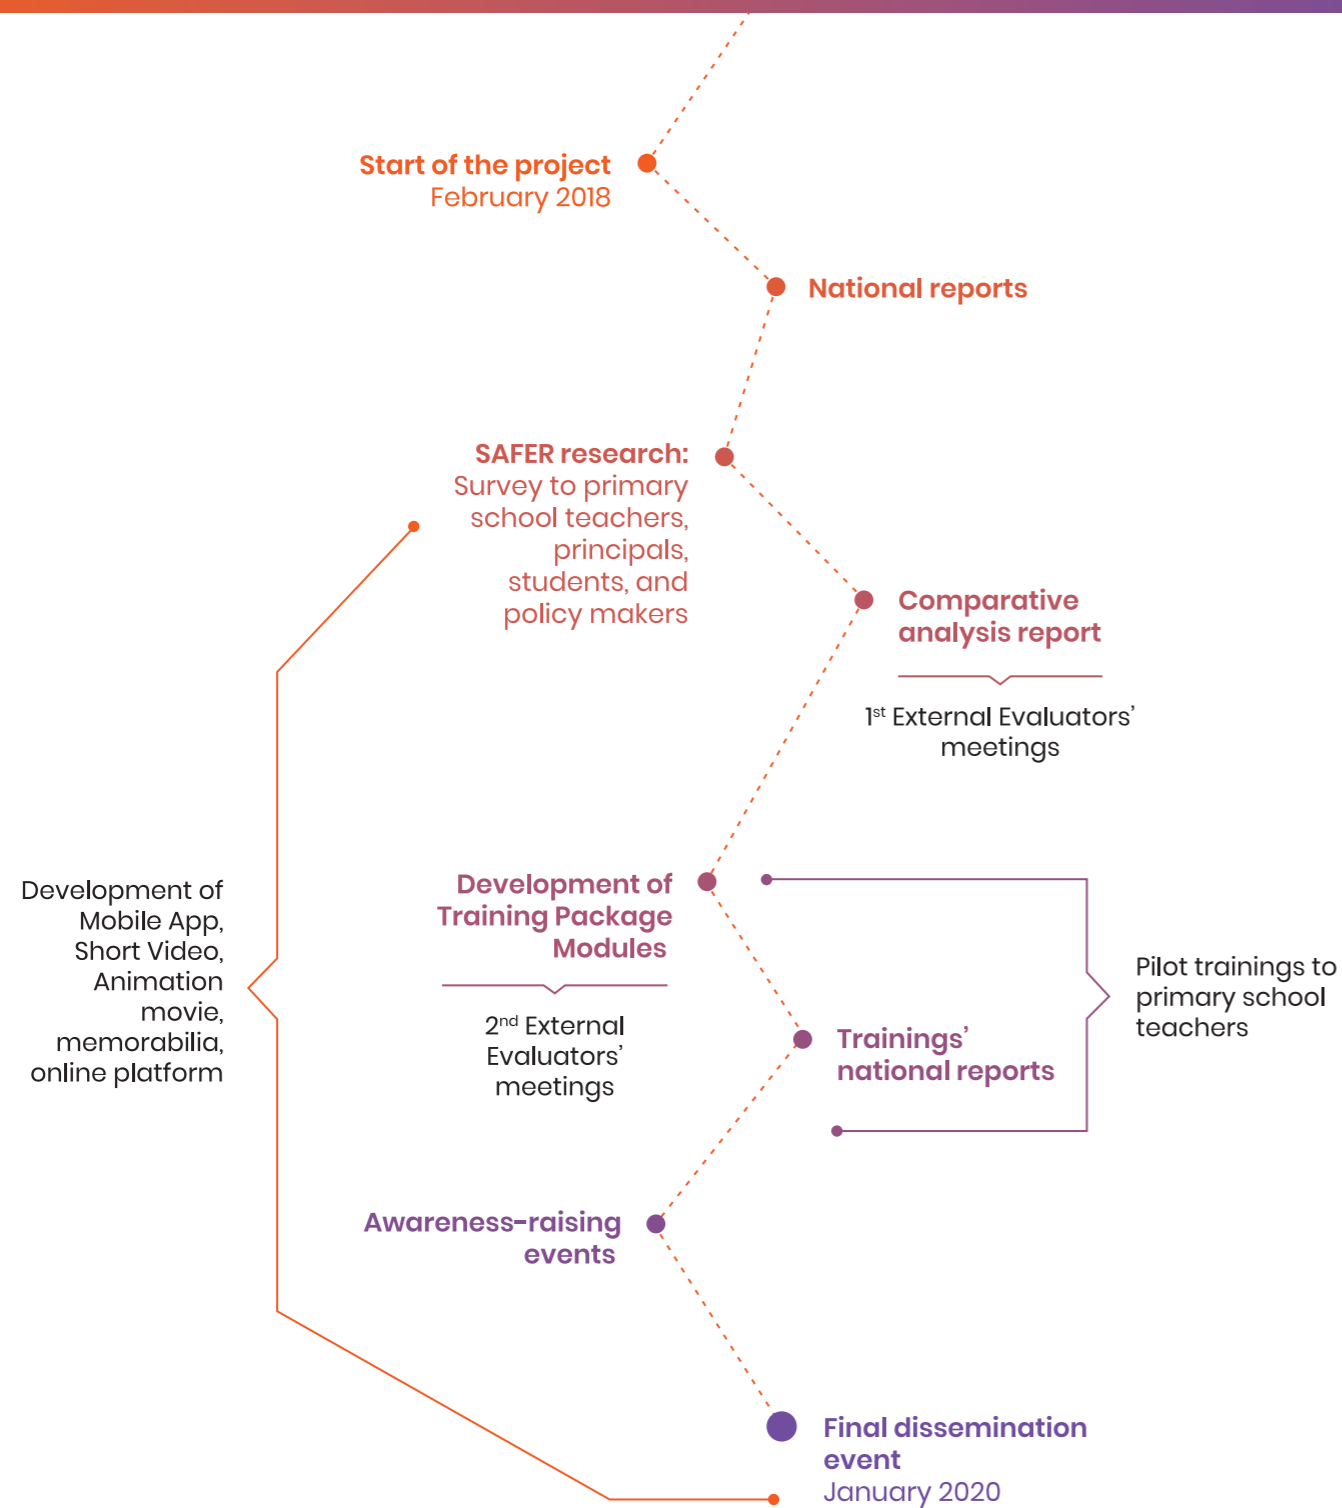 Start of the project
February 2018
National reports
SAFER research:
Survey to primary
school teachers,
principals,
students, and
policy makers
Comparative
analysis report
1st External Evaluators’
meetings
Development of
Mobile App,
Short Video,
Animation
movie,
memorabilia,
online platform
Development of
Training Package
Modules
2nd External
Evaluators’
meetings
Pilot trainings to
primary school
teachers
Trainings’
national reports
Awareness-raising
events
Final dissemination
event
January 2020